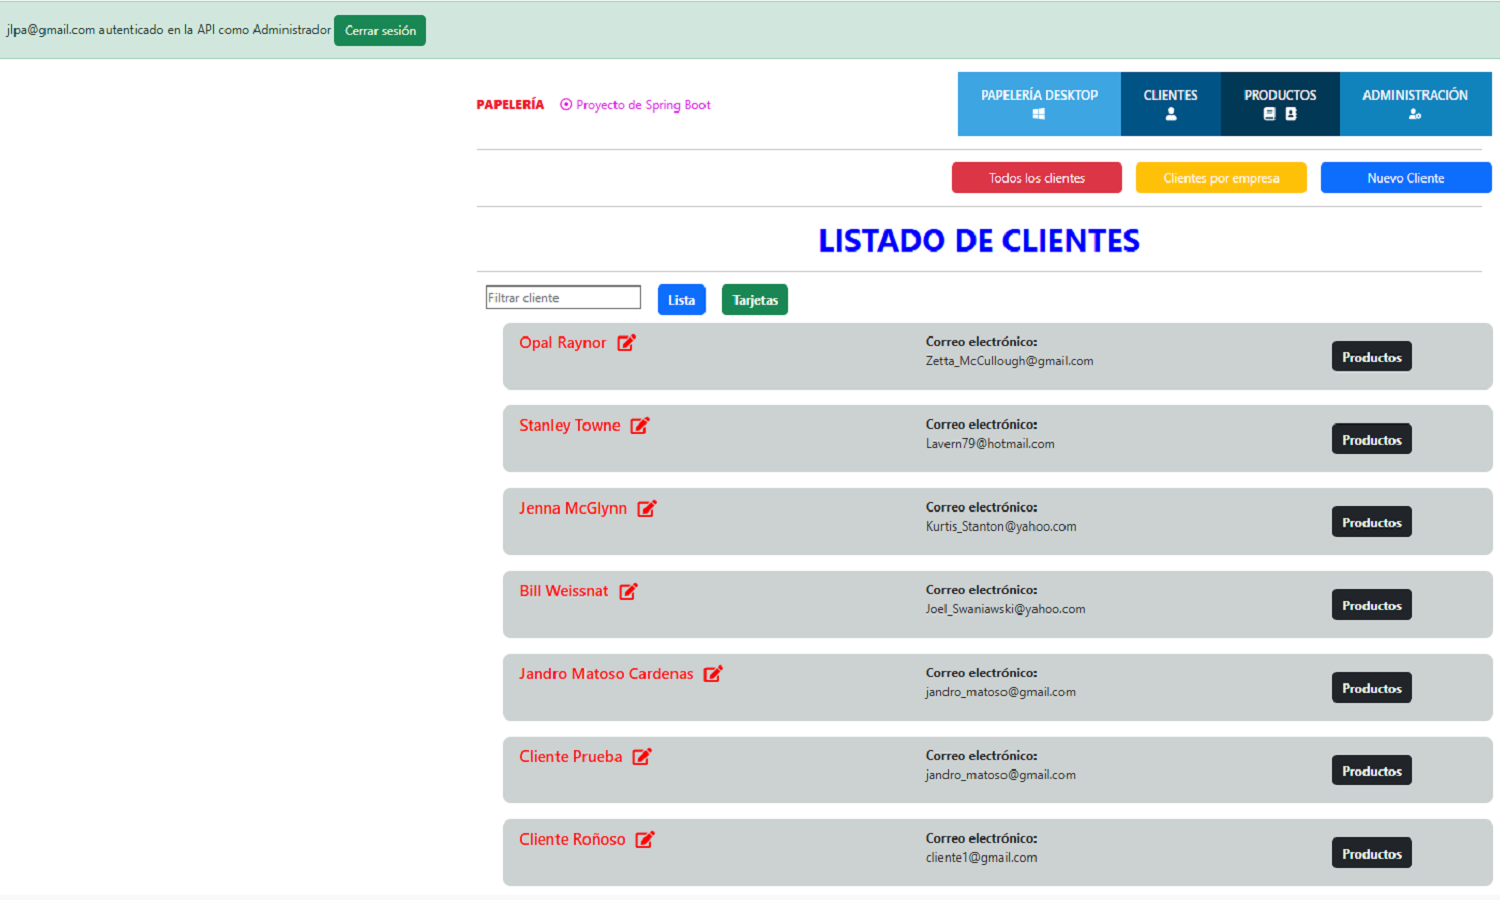 jlpa@gmail.com autenticado en la API como Administrador Cerrar sesión
PAPELERÍA Proyecto de Spring Boot
PAPELERÍA DESKTOP CLIENTES PRODUCTOS ADMINISTRACIÓN
Todos los clientes Clientes por empresa Nuevo Cliente
LISTADO DE CLIENTES
Filtrar cliente Lista Tarjetas
Opal Raynor Correo electrónico:
Zetta_McCullough@gmail.com
Productos
Stanley Towne Correo electrónico:
Lavern79@hotmail.com
Productos
Jenna McGlynn Correo electrónico:
Kurtis_Stanton@yahoo.com
Productos
Bill Weissnat Correo electrónico:
Joell_Swaniawski@yahoo.com
Productos
Jandro Matoso Cardenas Correo electrónico:
jandro_matoso@gmail.com
Productos
Cliente Prueba Correo electrónico:
jandro_matoso@gmail.com
Productos
Cliente Roñoso Correo electrónico:
cliente1@gmail.com
Productos